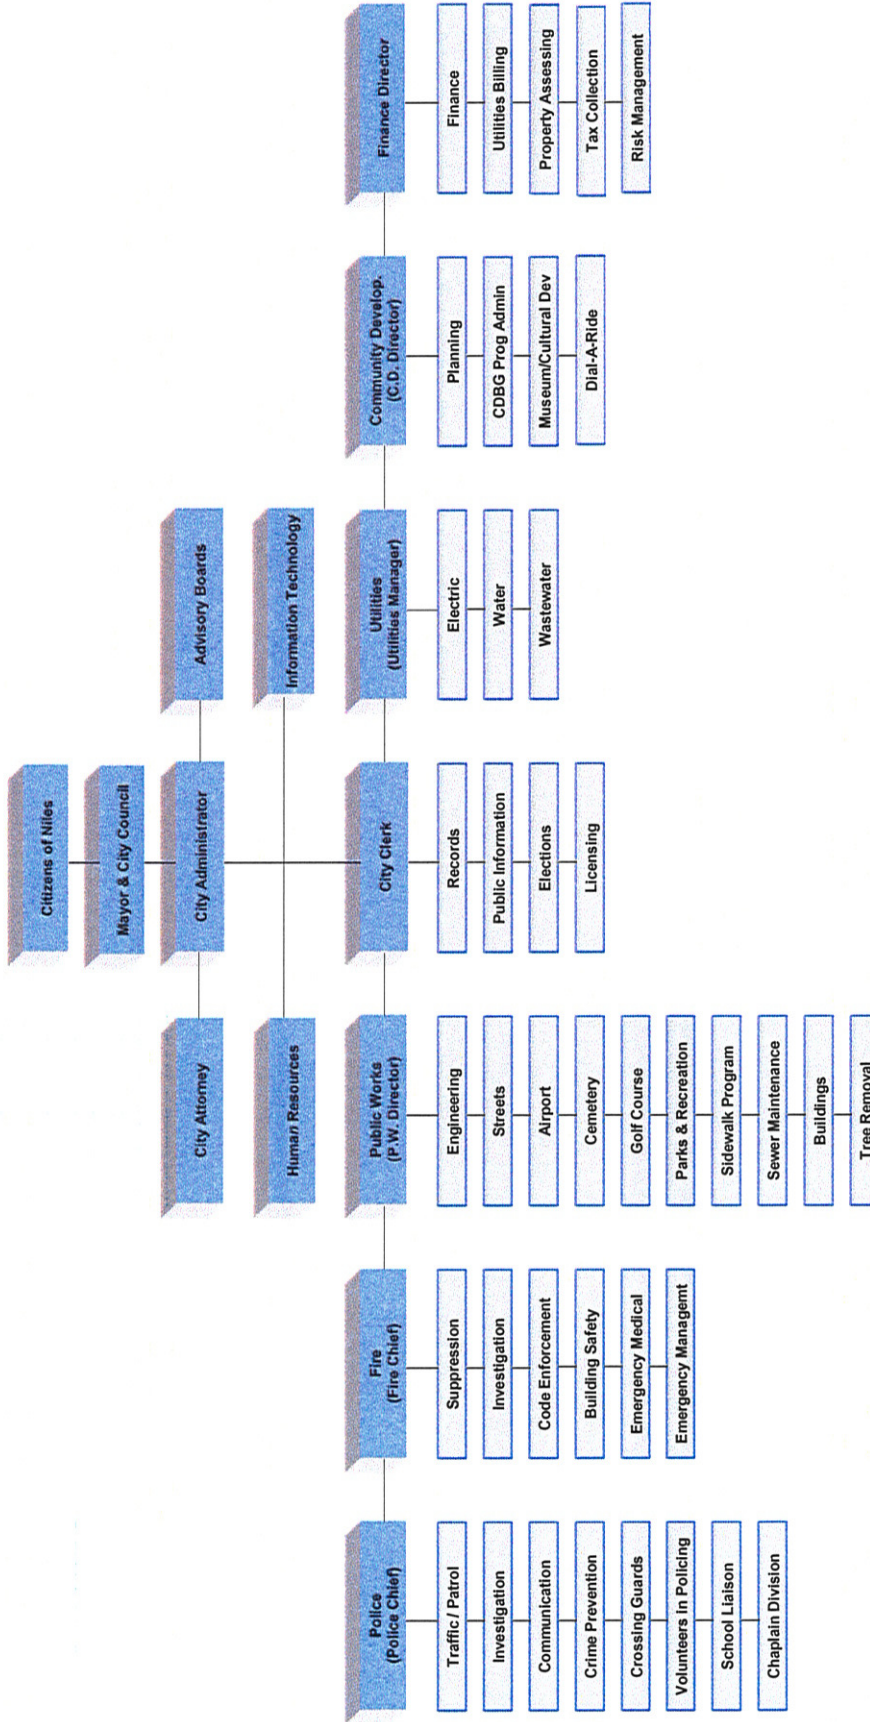 Citizens of Niles
Mayor & City Council
City Attorney
City Administrator
Advisory Boards
Human Resources
Information Technology
Police
(Police Chief)
Traffic / Patrol
Investigation
Communication
Crime Prevention
Crossing Guards
Volunteers in Policing
School Liaison
Chaplain Division
Fire
(Fire Chief)
Suppression
Investigation
Code Enforcement
Building Safety
Emergency Medical
Emergency Managemt
Public Works
(P.W. Director)
Engineering
Streets
Airport
Cemetery
Golf Course
Parks & Recreation
Sidewalk Program
Sewer Maintenance
Buildings
Tree Removal
City Clerk
Records
Public Information
Elections
Licensing
Utilities
(Utilities Manager)
Electric
Water
Wastewater
Community Develop.
(C.D. Director)
Planning
CDBG Prog Admin
Museum/Cultural Dev
Dial-A-Ride
Finance Director
Finance
Utilities Billing
Property Assessing
Tax Collection
Risk Management